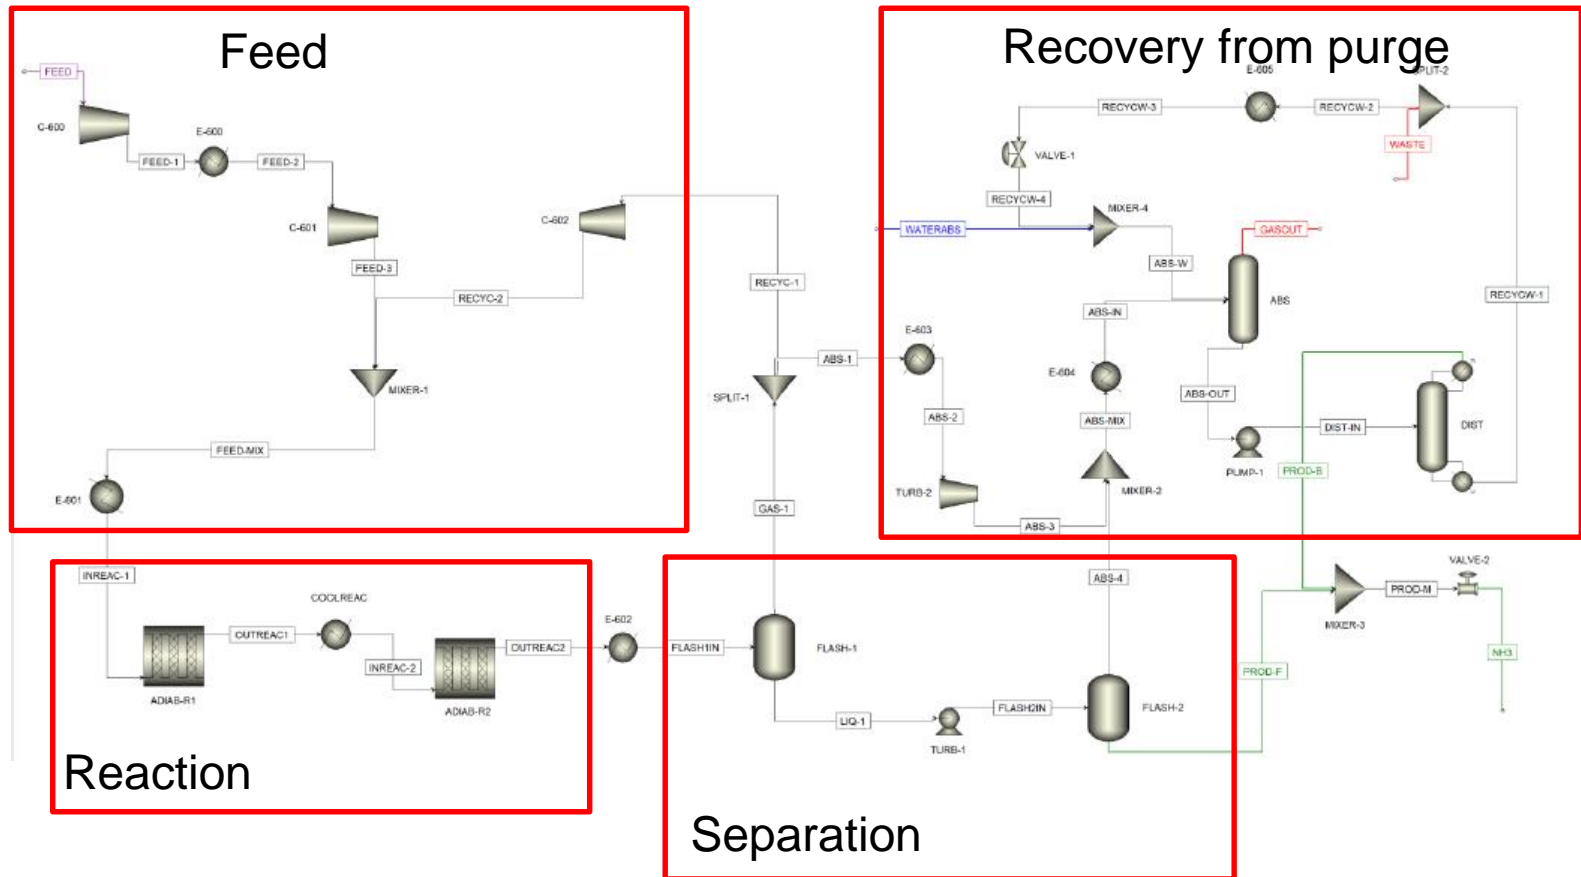 Feed
FEED
C-600
FEED-1
E-600
FEED-2
C-601
FEED-3
C-602
RECYC-2
MIXER-1
FEED-MIX
E-601
INREAC-1
Reaction
ADIAB-R1
OUTREAC1
COOLREAC
INREAC-2
ADIAB-R2
OUTREAC2
E-602
FLASH1IN
RECYC-1
SPLIT-1
ABS-1
GAS-1
Separation
FLASH-1
LIQ-1
TURB-1
FLASH2IN
FLASH-2
ABS-4
PROD-F
Recovery from purge
E-605
SPLIT-2
RECYCW-3
RECYCW-2
WASTE
VALVE-1
RECYCW-4
MIXER-4
WATERABS
GASOUT
ABS-W
ABS
RECYCW-1
ABS-IN
E-603
E-604
ABS-2
ABS-MIX
ABS-OUT
DIST-IN
DIST
PUMP-1
PROD-B
TURB-2
MIXER-2
ABS-3
VALVE-2
PROD-M
MIXER-3
NH3